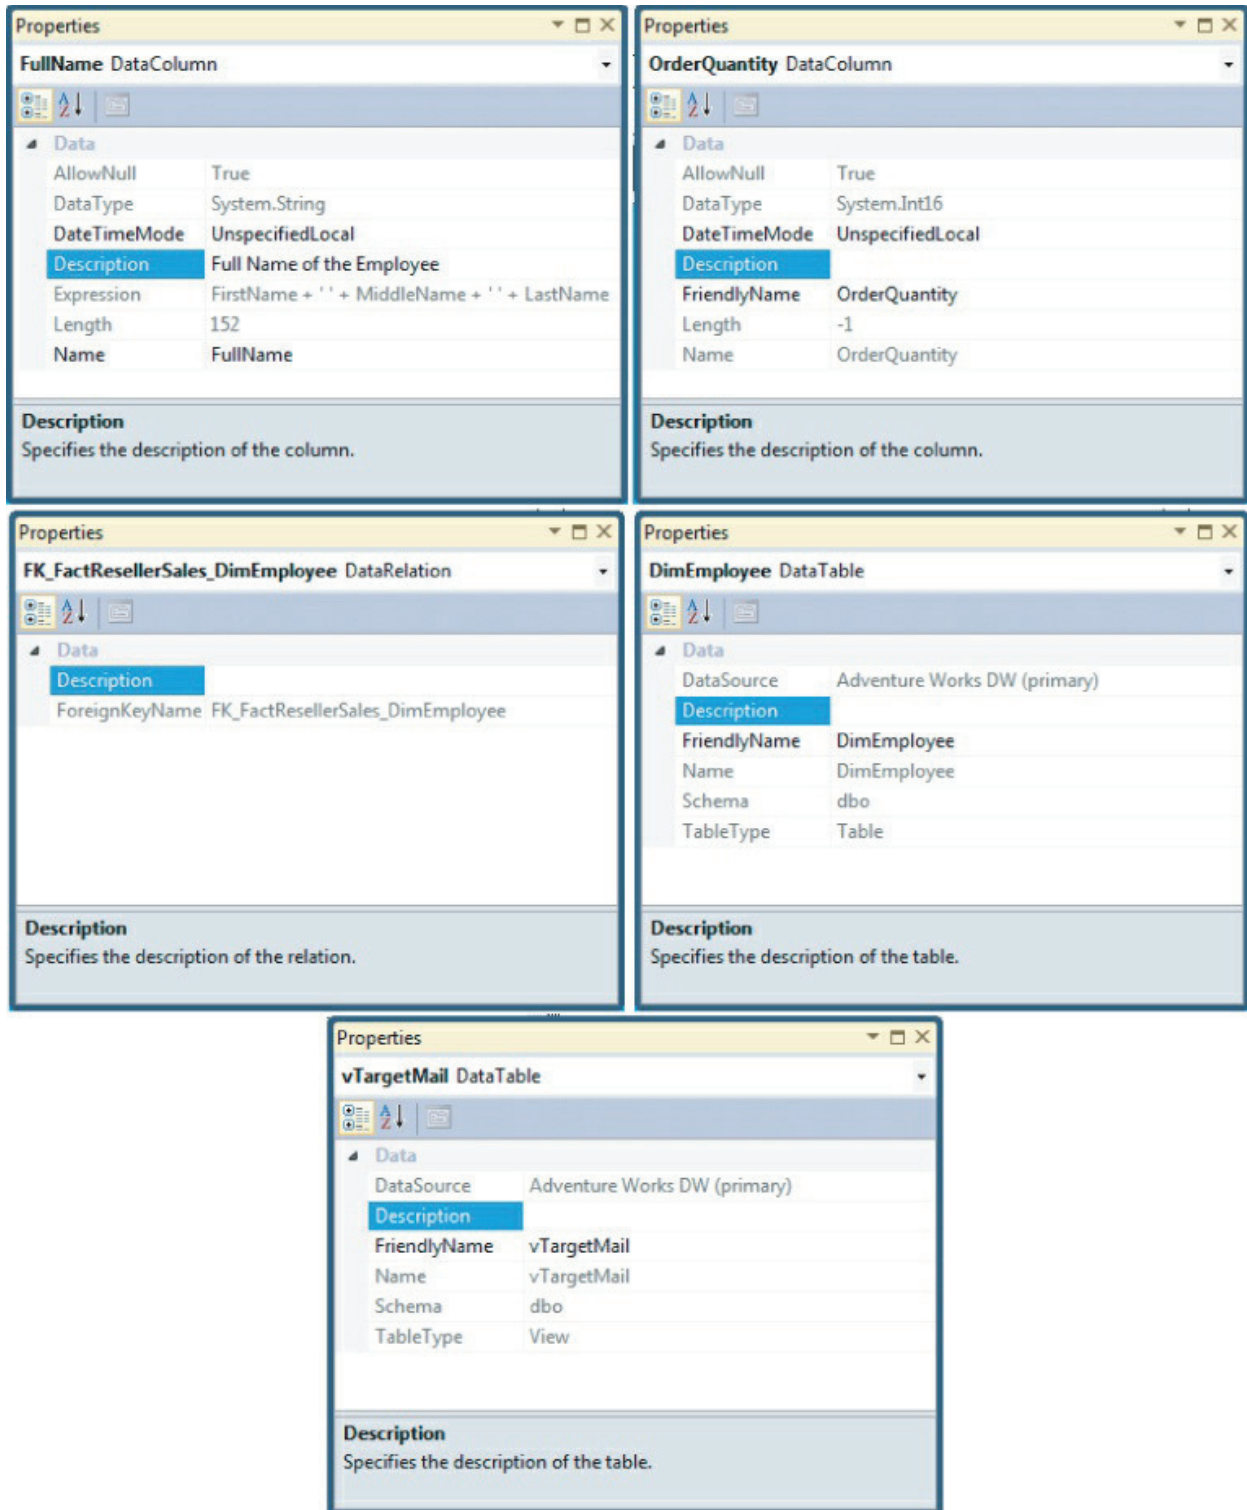 Properties
FullName DataColumn
Data
AllowNull True
DataType System.String
DateTimeMode UnspecifiedLocal
Description Full Name of the Employee
Expression FirstName + ' ' + MiddleName + ' ' + LastName
Length 152
Name FullName
Description
Specifies the description of the column.
Properties
OrderQuantity DataColumn
Data
AllowNull True
DataType System.Int16
DateTimeMode UnspecifiedLocal
Description
FriendlyName OrderQuantity
Length -1
Name OrderQuantity
Description
Specifies the description of the column.
Properties
FK_FactResellerSales_DimEmployee DataRelation
Data
Description
ForeignKeyName FK_FactResellerSales_DimEmployee
Description
Specifies the description of the relation.
Properties
DimEmployee DataTable
Data
DataSource Adventure Works DW (primary)
Description
FriendlyName DimEmployee
Name DimEmployee
Schema dbo
TableType Table
Description
Specifies the description of the table.
Properties
vTargetMail DataTable
Data
DataSource Adventure Works DW (primary)
Description
FriendlyName vTargetMail
Name vTargetMail
Schema dbo
TableType View
Description
Specifies the description of the table.